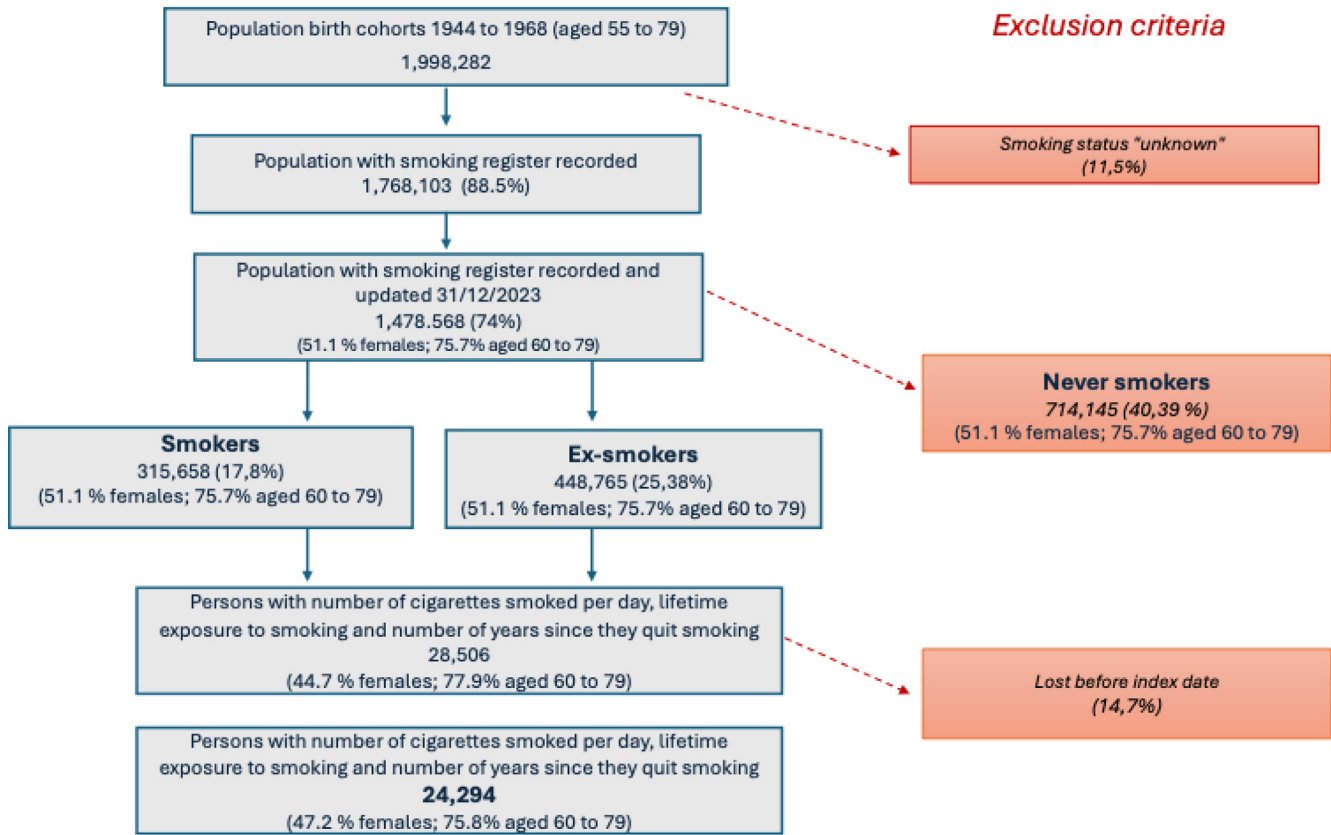 Population birth cohorts 1944 to 1968 (aged 55 to 79)
1,998,282
Exclusion criteria
Smoking status "unknown"
(11,5%)
Population with smoking register recorded
1,768,103 (88.5%)
Population with smoking register recorded and
updated 31/12/2023
1,478.568 (74%)
(51.1 % females; 75.7% aged 60 to 79)
Never smokers
714,145 (40,39 %)
(51.1 % females; 75.7% aged 60 to 79)
Smokers
315,658 (17,8%)
(51.1 % females; 75.7% aged 60 to 79)
Ex-smokers
448,765 (25,38%)
(51.1 % females; 75.7% aged 60 to 79)
Persons with number of cigarettes smoked per day, lifetime
exposure to smoking and number of years since they quit smoking
28,506
(44.7 % females; 77.9% aged 60 to 79)
Lost before index date
(14,7%)
Persons with number of cigarettes smoked per day, lifetime
exposure to smoking and number of years since they quit smoking
24,294
(47.2 % females; 75.8% aged 60 to 79)